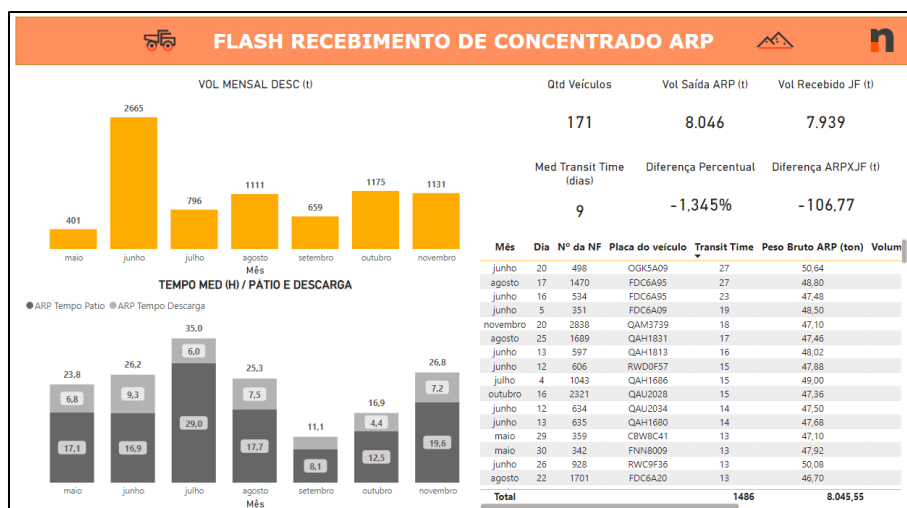 FLASH RECEBIMENTO DE CONCENTRADO ARP
n
VOL MENSAL DESC (t)
2665
1175
1131
1111
796
659
401
maio junho julho agosto setembro outubro novembro
Mês
TEMPO MED (H) / PÁTIO E DESCARGA
ARP Tempo Patio ARP Tempo Descarga
35,0
6,0
26,2
26,8
25,3
23,8
9,3
7,2
6,8
7,5
16,9
4,4
11,1
29,0
17,1
16,9
17,7
8,1
12,5
19,6
maio junho julho agosto setembro outubro novembro
Mês
Qtd Veículos Vol Saída ARP (t) Vol Recebido JF (t)
171 8.046 7.939
Med Transit Time (dias) Diferença Percentual Diferença ARPXJF (t)
9 -1,345% -106,77
Mês Dia Nº da NF Placa do veículo Transit Time Peso Bruto ARP (ton) Volum
junho 20 498 OGK5A09 27 50,64
agosto 17 1470 FDC6A95 27 48,80
junho 16 534 FDC6A95 23 47,48
junho 5 351 FDC6A09 19 48,50
novembro 20 2838 QAM3739 18 47,10
agosto 25 1689 QAH1831 17 47,46
junho 13 597 QAH1813 16 48,02
junho 12 606 RWD0F57 15 47,88
julho 4 1043 QAH1686 15 49,00
outubro 16 2321 QAU2028 15 47,36
junho 12 634 QAU2034 14 47,50
junho 13 635 QAH1680 14 47,68
maio 29 359 CBW8C41 13 47,10
maio 30 342 FNN8009 13 47,92
junho 26 928 RWC9F36 13 50,08
agosto 22 1701 FDC6A20 13 46,70
Total 1486 8.045,55